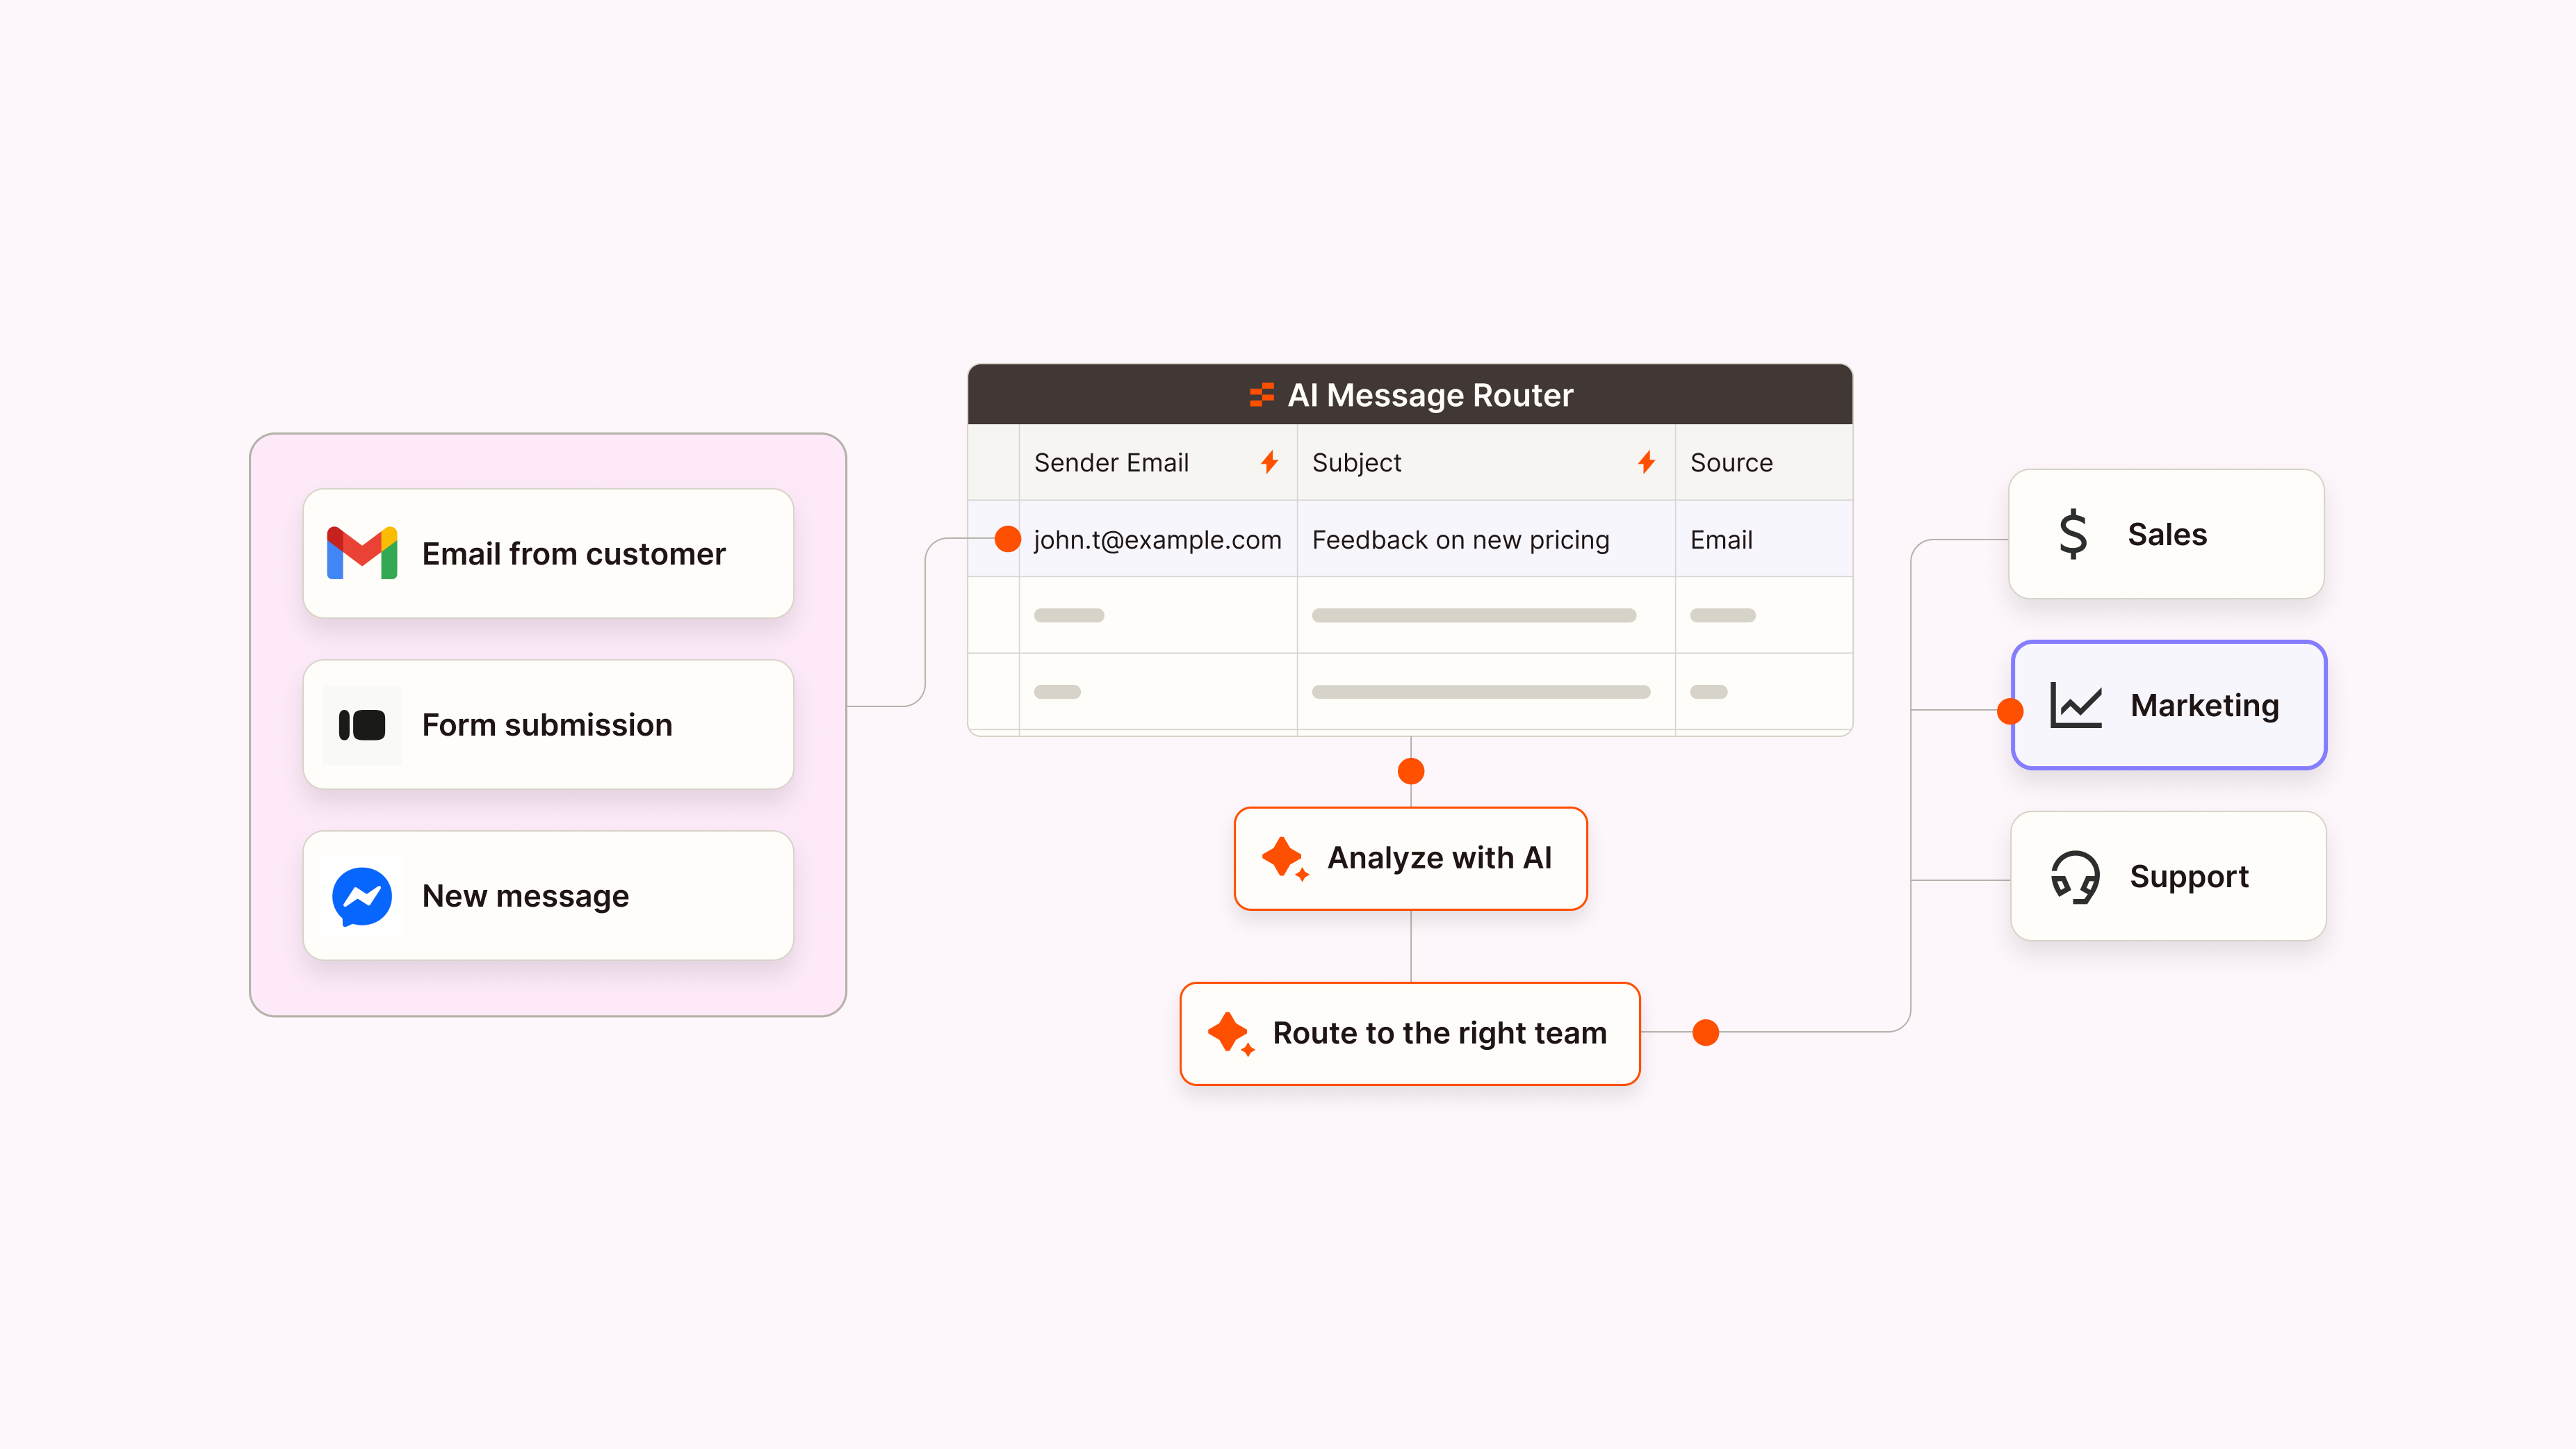 Email from customer
Form submission
New message
AI Message Router
Sender Email Subject Source
john.t@example.com Feedback on new pricing Email
Analyze with AI
Route to the right team
Sales
Marketing
Support